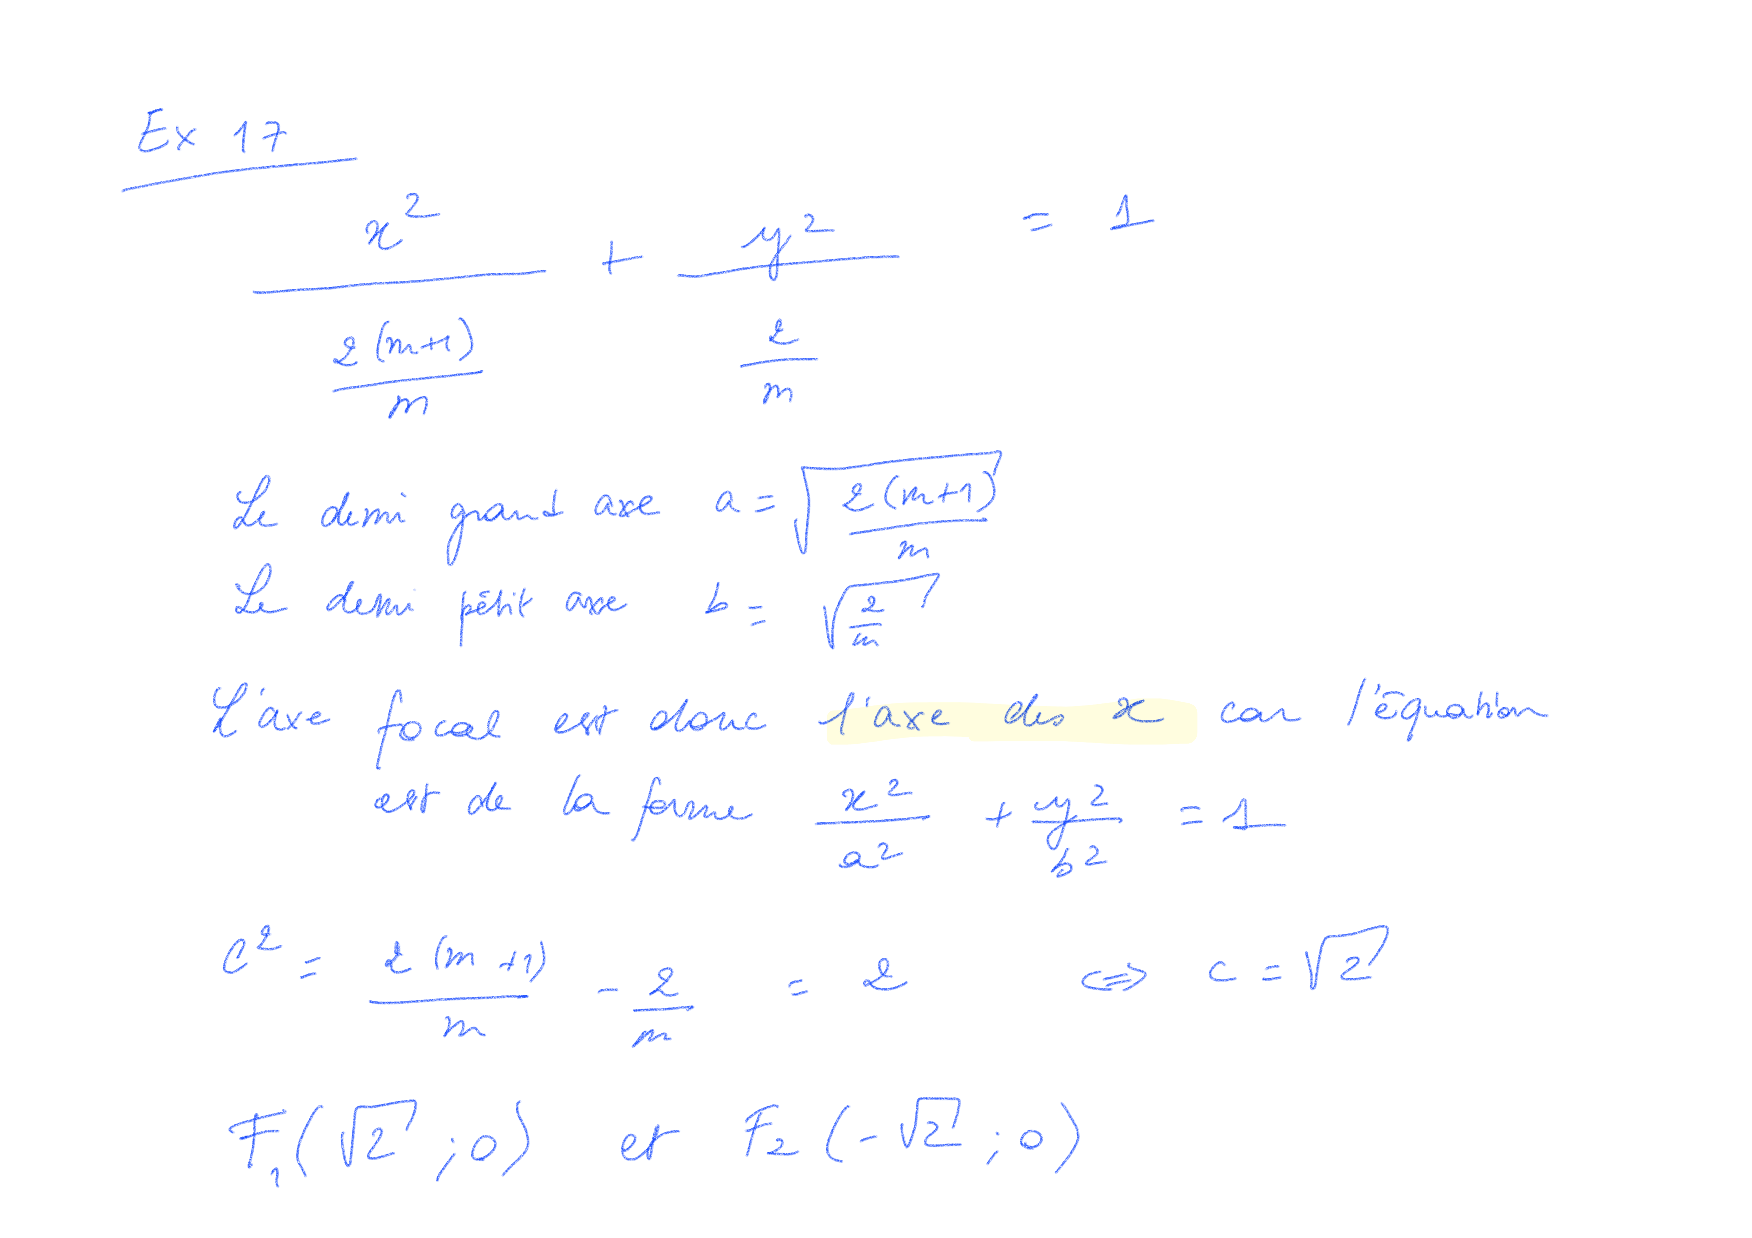 Ex 17
x² / (2(m+1)/m) + y² / (2/m) = 1
Le demi grand axe a = √(2(m+1)/m)
Le demi petit axe b = √(2/m)
L'axe focal est donc l'axe des x car l'équation
est de la forme x²/a² + y²/b² = 1
c² = 2(m+1)/m - 2/m = 2 ⇔ c = √2
F₁(√2 ; 0) et F₂(-√2 ; 0)